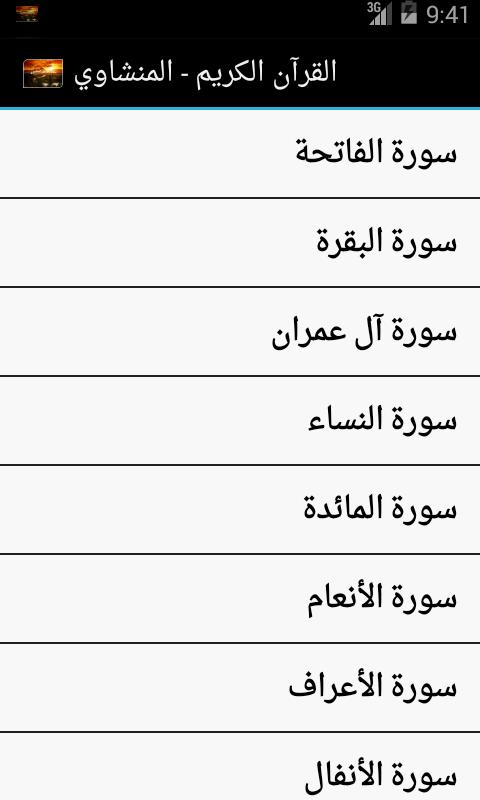 3G 9:41
القرآن الكريم - المنشاوي
سورة الفاتحة
سورة البقرة
سورة آل عمران
سورة النساء
سورة المائدة
سورة الأنعام
سورة الأعراف
سورة الأنفال